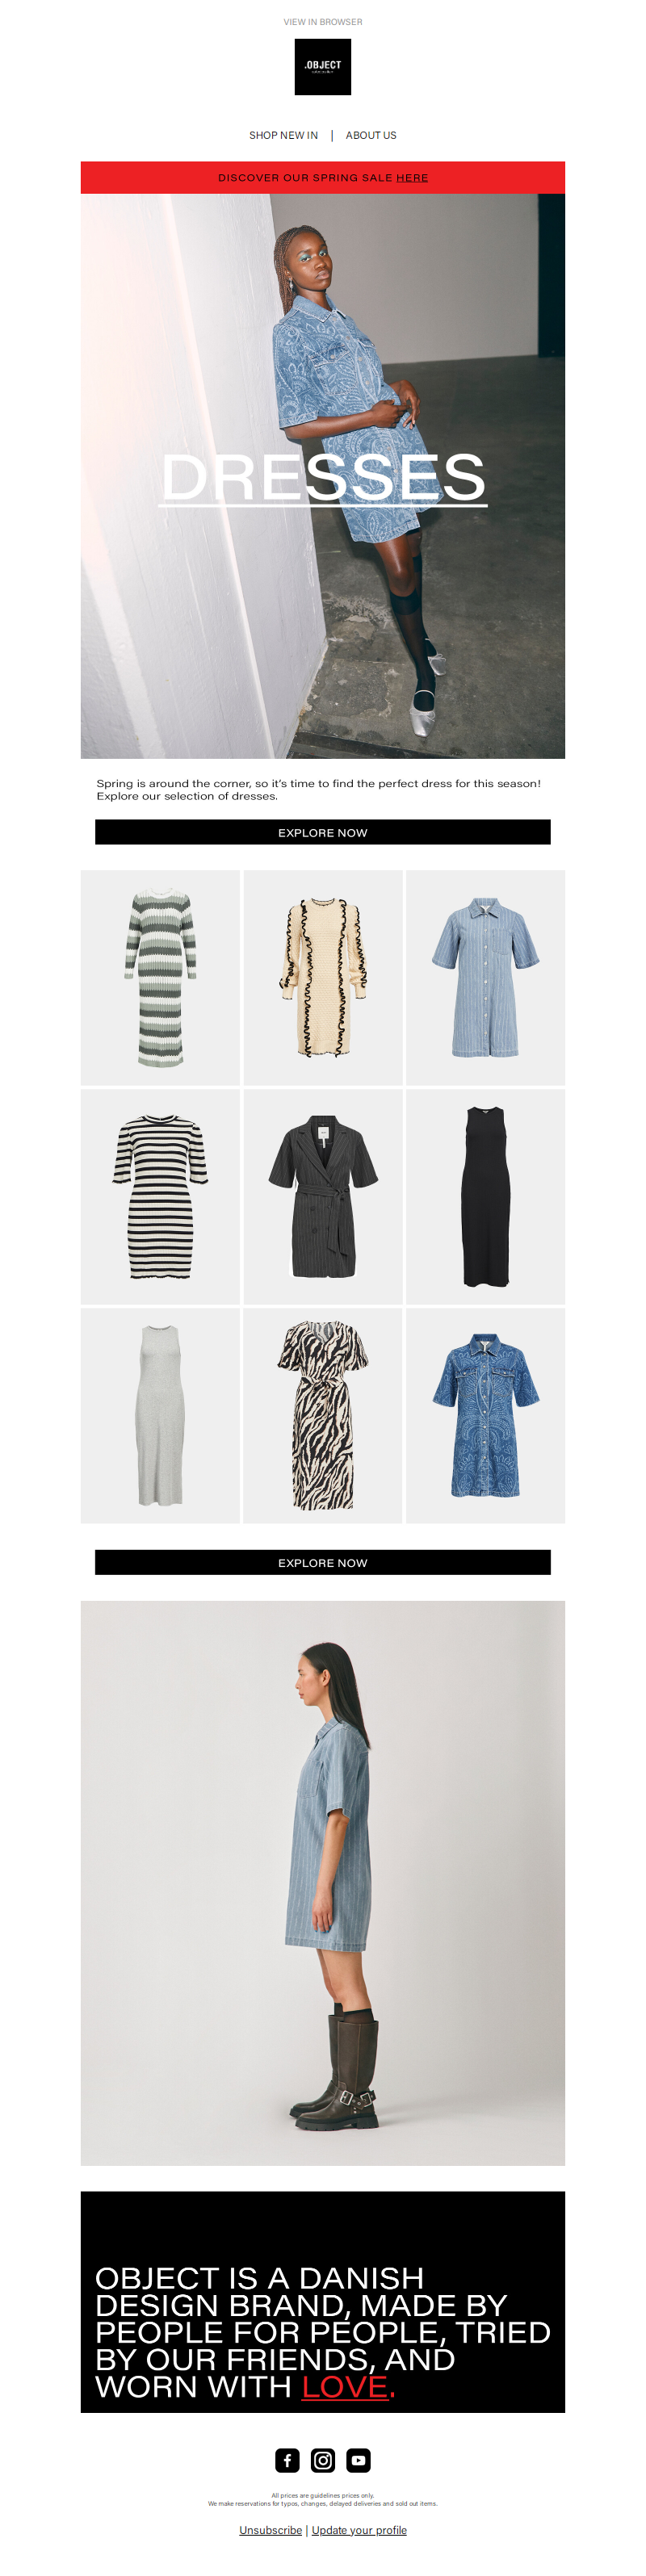 VIEW IN BROWSER
.OBJECT
SHOP NEW IN | ABOUT US
DISCOVER OUR SPRING SALE HERE
DRESSES
Spring is around the corner, so it's time to find the perfect dress for this season!
Explore our selection of dresses.
EXPLORE NOW
EXPLORE NOW
OBJECT IS A DANISH
DESIGN BRAND, MADE BY
PEOPLE FOR PEOPLE, TRIED
BY OUR FRIENDS, AND
WORN WITH LOVE.
All prices are guidelines prices only.
We make reservations for typos, changes, delayed deliveries and sold out items.
Unsubscribe | Update your profile